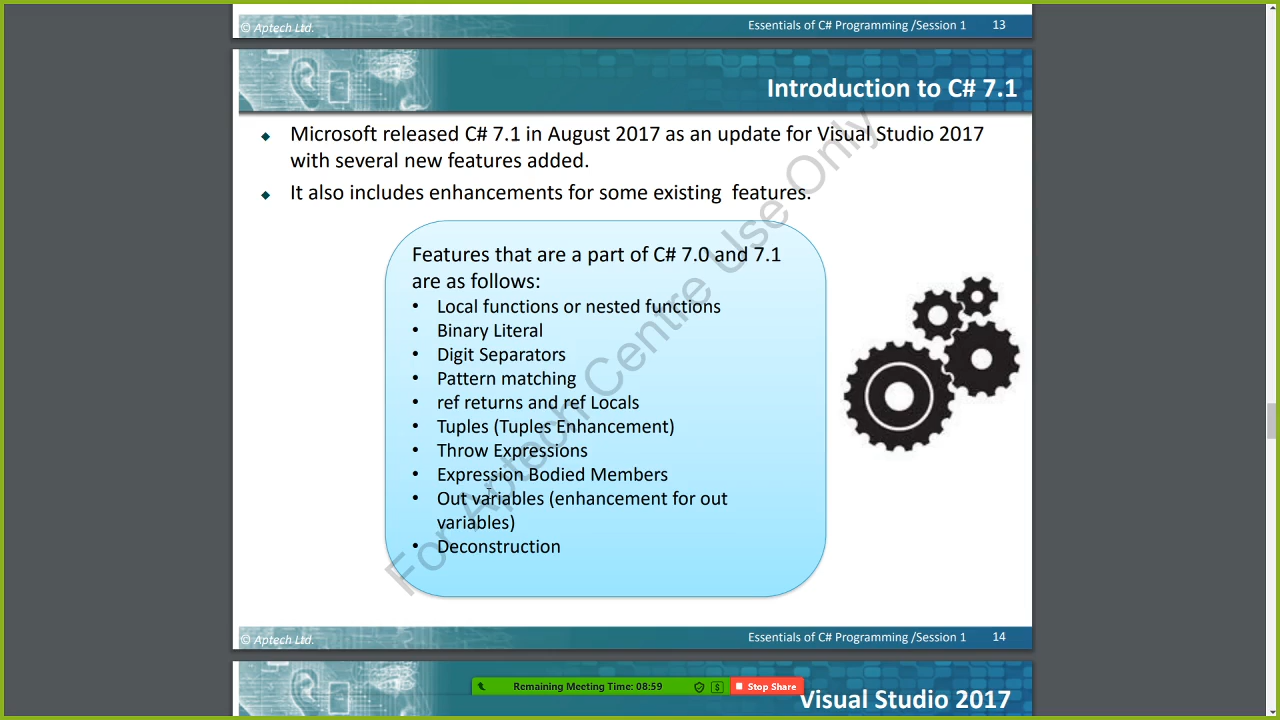 © Aptech Ltd.
Essentials of C# Programming /Session 1 13
Introduction to C# 7.1
Microsoft released C# 7.1 in August 2017 as an update for Visual Studio 2017
with several new features added.
It also includes enhancements for some existing features.
Features that are a part of C# 7.0 and 7.1
are as follows:
• Local functions or nested functions
• Binary Literal
• Digit Separators
• Pattern matching
• ref returns and ref Locals
• Tuples (Tuples Enhancement)
• Throw Expressions
• Expression Bodied Members
• Out variables (enhancement for out
variables)
• Deconstruction
For Aptech Centre Use Only
© Aptech Ltd.
Essentials of C# Programming /Session 1 14
Remaining Meeting Time: 08:59
Stop Share
Visual Studio 2017